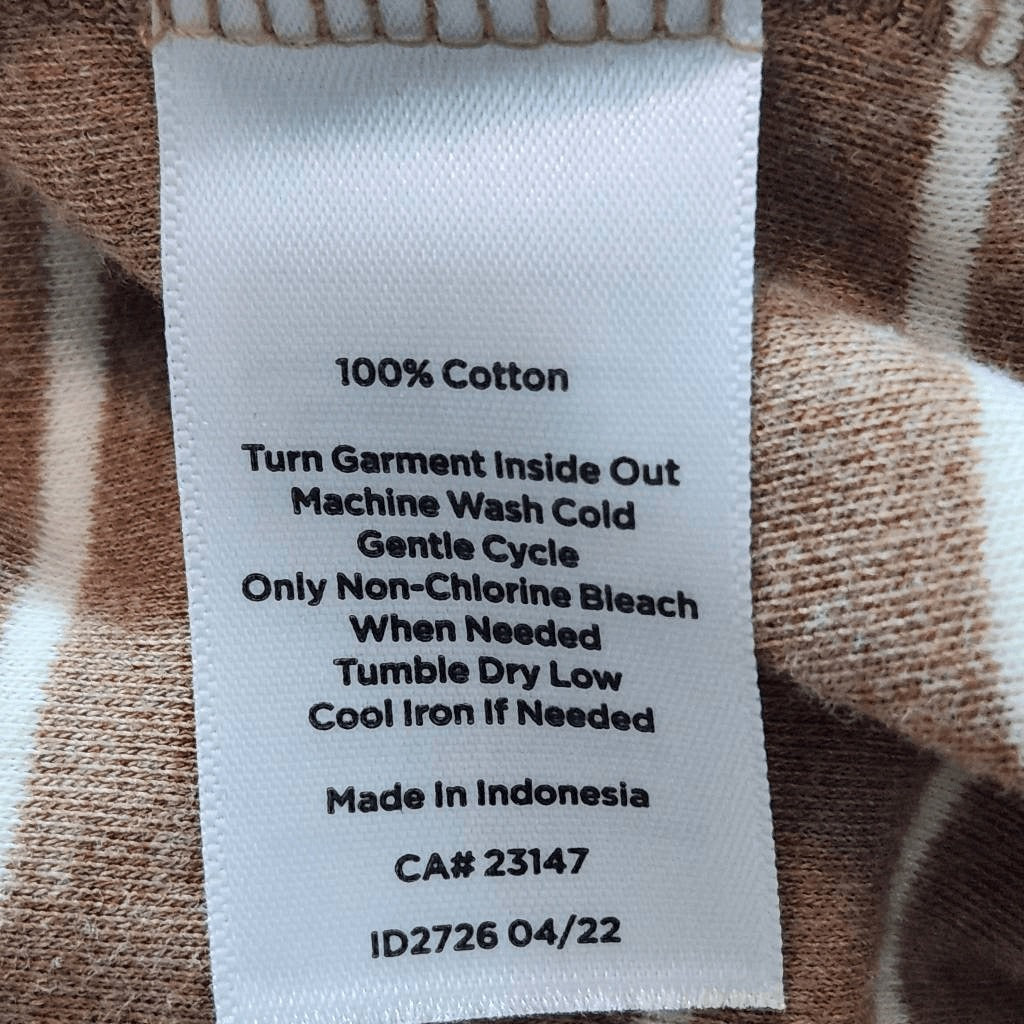 100% Cotton
Turn Garment Inside Out
Machine Wash Cold
Gentle Cycle
Only Non-Chlorine Bleach
When Needed
Tumble Dry Low
Cool Iron If Needed
Made In Indonesia
CA# 23147
ID2726 04/22